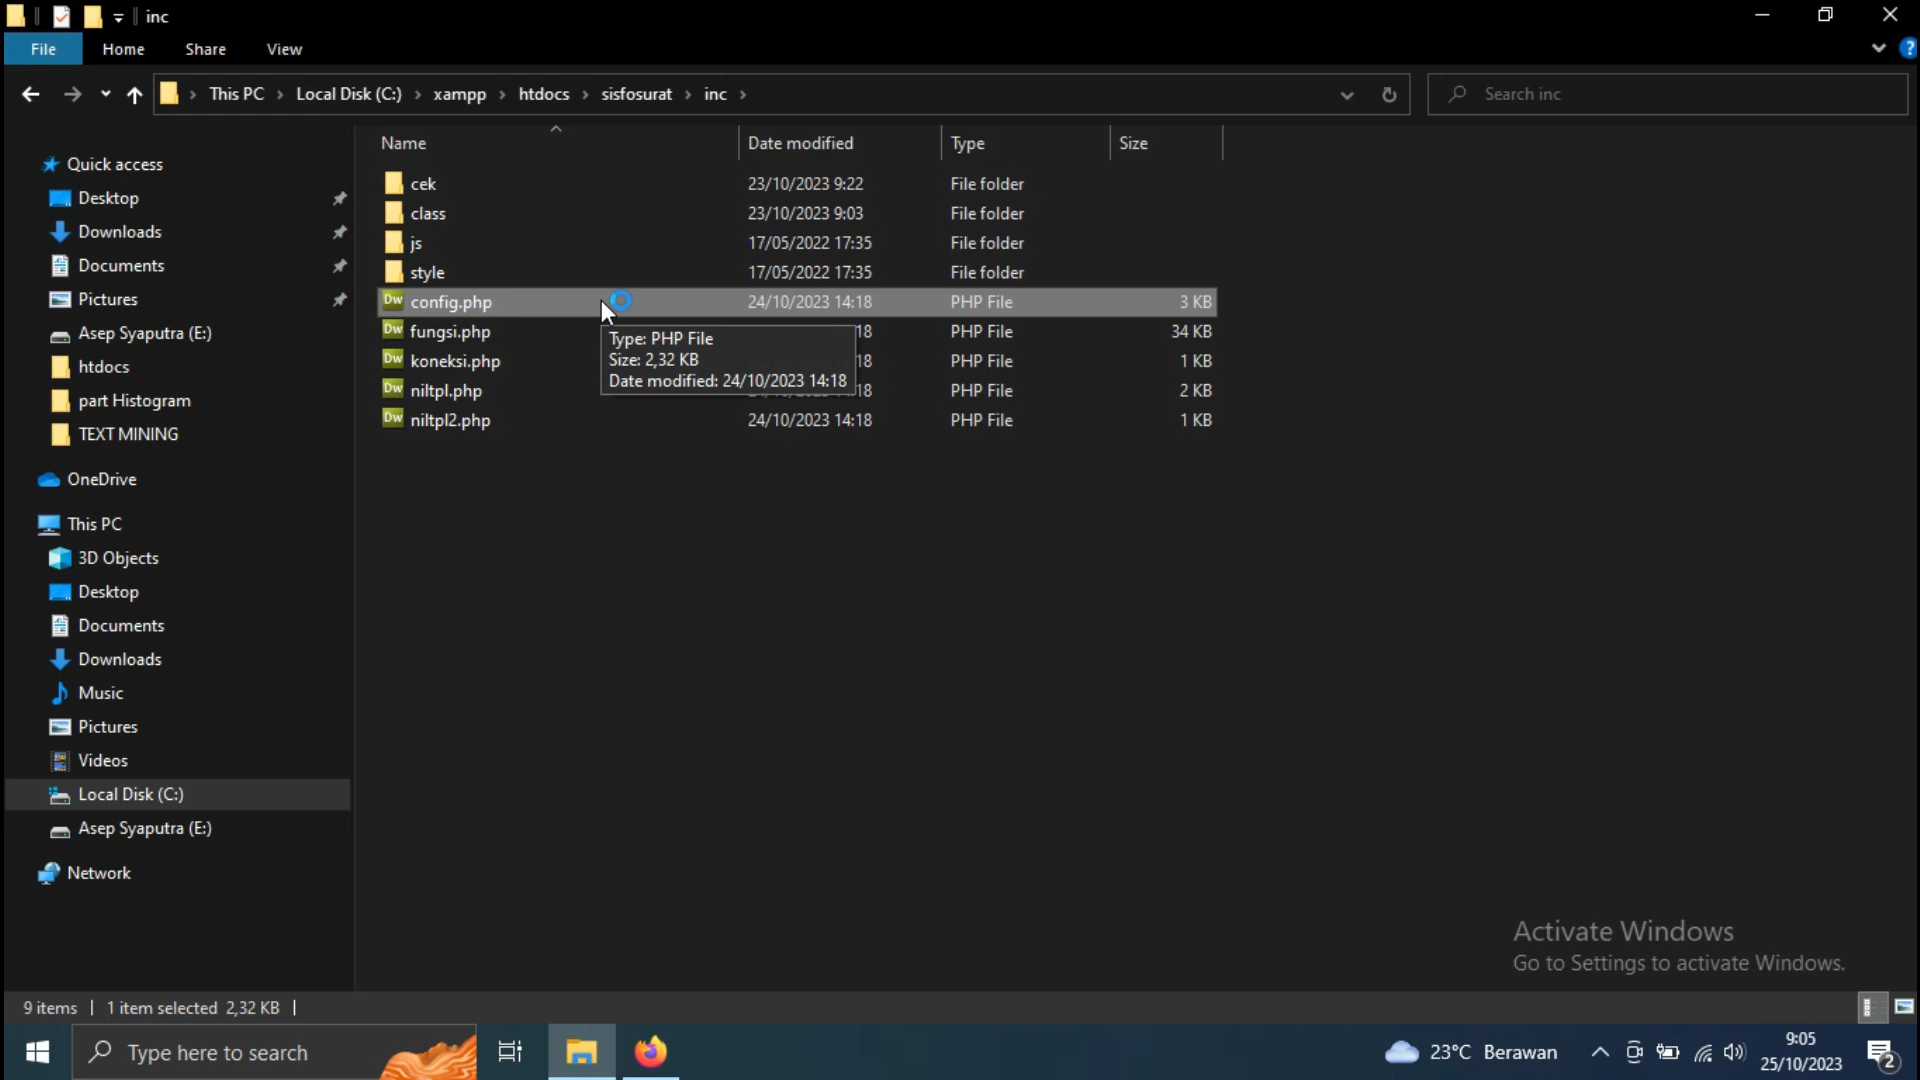 inc
File Home Share View
This PC Local Disk (C:) xampp htdocs sisfosurat inc
Search inc
Name Date modified Type Size
cek 23/10/2023 9:22 File folder
class 23/10/2023 9:03 File folder
js 17/05/2022 17:35 File folder
style 17/05/2022 17:35 File folder
Dw config.php 24/10/2023 14:18 PHP File 3 KB
Dw fungsi.php 18 PHP File 34 KB
Dw koneksi.php 18 PHP File 1 KB
Dw niltpl.php 18 PHP File 2 KB
Dw niltpl2.php 24/10/2023 14:18 PHP File 1 KB
Type: PHP File
Size: 2,32 KB
Date modified: 24/10/2023 14:18
Quick access
Desktop
Downloads
Documents
Pictures
Asep Syaputra (E:)
htdocs
part Histogram
TEXT MINING
OneDrive
This PC
3D Objects
Desktop
Documents
Downloads
Music
Pictures
Videos
Local Disk (C:)
Asep Syaputra (E:)
Network
Activate Windows
Go to Settings to activate Windows.
9 items 1 item selected 2,32 KB
Type here to search
23°C Berawan
9:05
25/10/2023
2